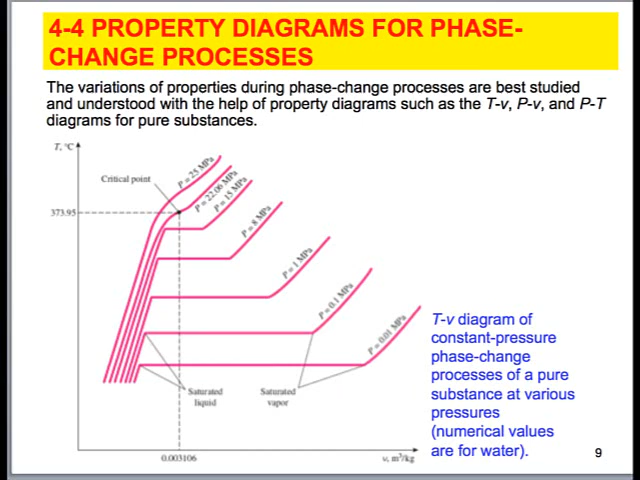 4-4 PROPERTY DIAGRAMS FOR PHASE-
CHANGE PROCESSES
The variations of properties during phase-change processes are best studied
and understood with the help of property diagrams such as the T-v, P-v, and P-T
diagrams for pure substances.
T, °C
Critical point
P = 25 MPa
P = 22.06 MPa
P = 15 MPa
P = 8 MPa
P = 1 MPa
P = 0.1 MPa
P = 0.01 MPa
373.95
Saturated
liquid
Saturated
vapor
0.003106
v, m³/kg
T-v diagram of
constant-pressure
phase-change
processes of a pure
substance at various
pressures
(numerical values
are for water).
9